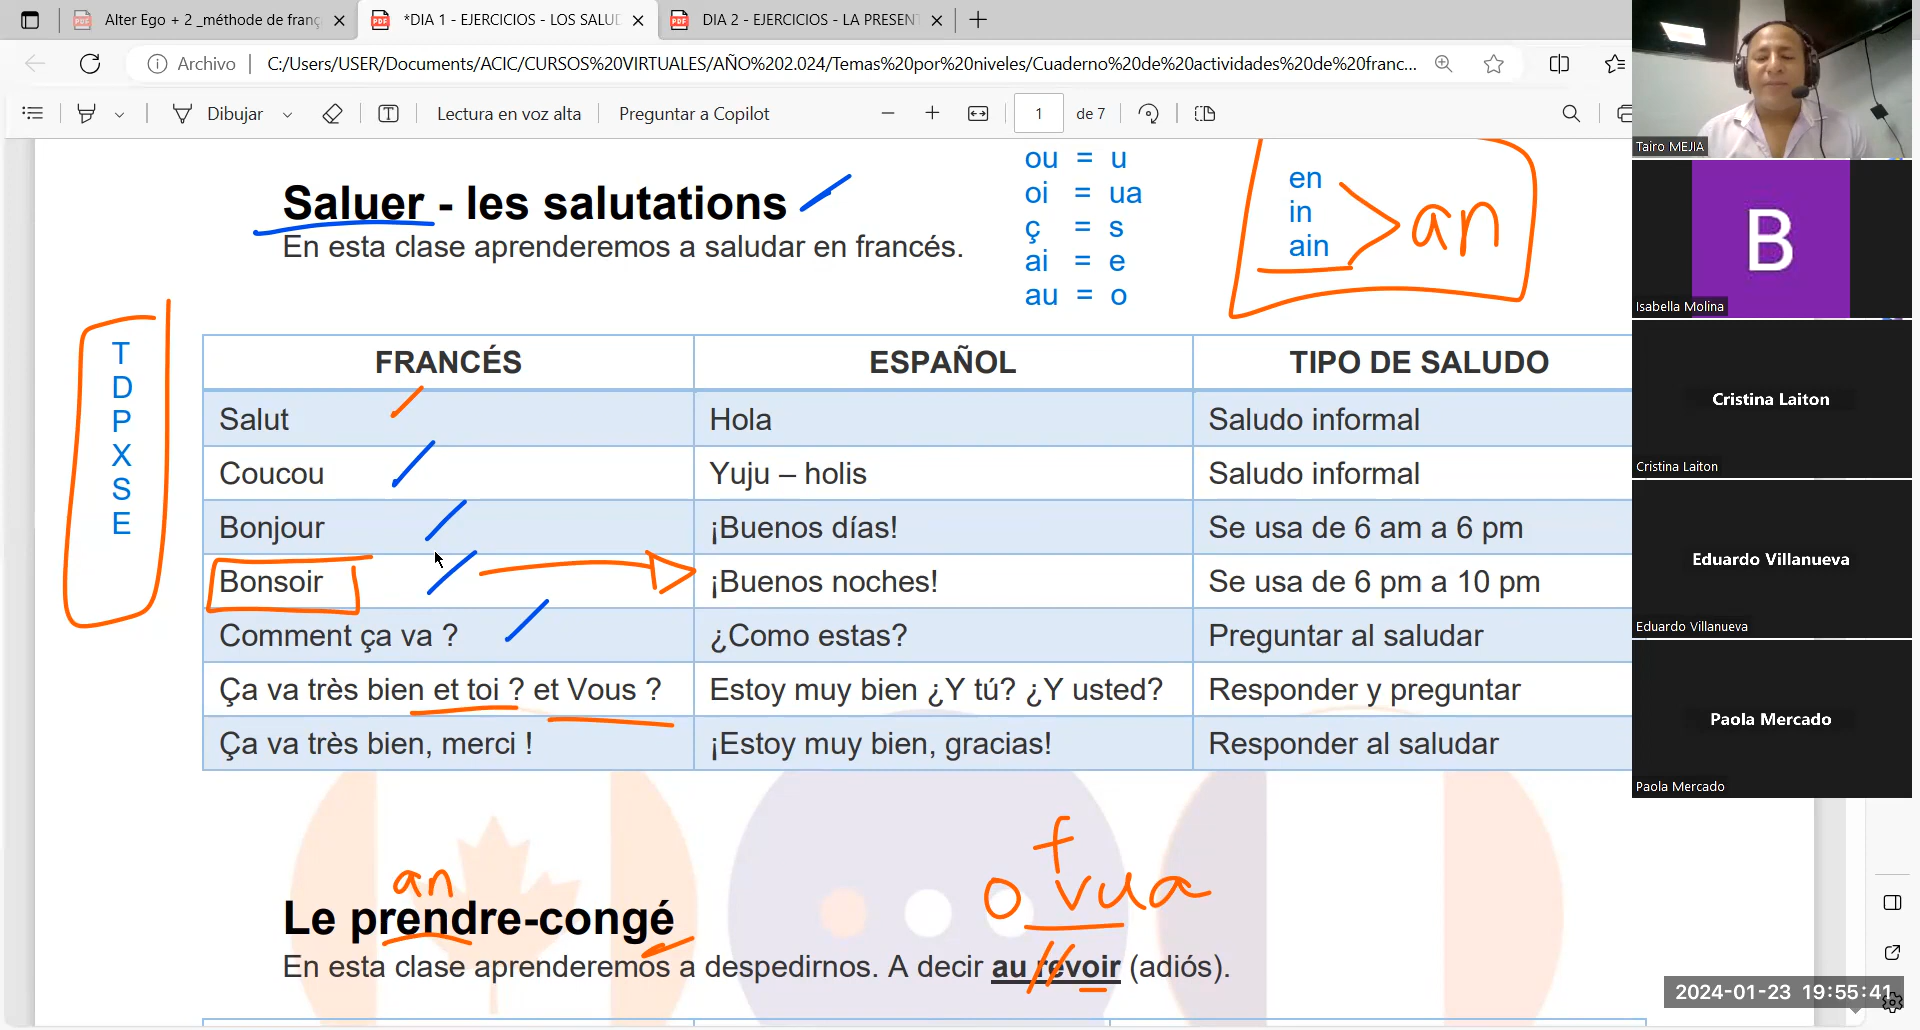 Alter Ego + 2 _méthode de franç
*DIA 1 - EJERCICIOS - LOS SALUD
DIA 2 - EJERCICIOS - LA PRESENT
Archivo
C:/Users/USER/Documents/ACIC/CURSOS%20VIRTUALES/AÑO%202.024/Temas%20por%20niveles/Cuaderno%20de%20actividades%20de%20franc...
Dibujar
Lectura en voz alta
Preguntar a Copilot
1
de 7
Saluer - les salutations
En esta clase aprenderemos a saludar en francés.
ou = u
oi = ua
ç = s
ai = e
au = o
en
in
ain
an
T
D
P
X
S
E
FRANCÉS ESPAÑOL TIPO DE SALUDO
Salut Hola Saludo informal
Coucou Yuju – holis Saludo informal
Bonjour ¡Buenos días! Se usa de 6 am a 6 pm
Bonsoir ¡Buenos noches! Se usa de 6 pm a 10 pm
Comment ça va ? ¿Como estas? Preguntar al saludar
Ça va très bien et toi ? et Vous ? Estoy muy bien ¿Y tú? ¿Y usted? Responder y preguntar
Ça va très bien, merci ! ¡Estoy muy bien, gracias! Responder al saludar
an
f
o vua
Le prendre-congé
En esta clase aprenderemos a despedirnos. A decir au revoir (adiós).
Tairo MEJIA
B
Isabella Molina
Cristina Laiton
Cristina Laiton
Eduardo Villanueva
Eduardo Villanueva
Paola Mercado
Paola Mercado
2024-01-23 19:55:41